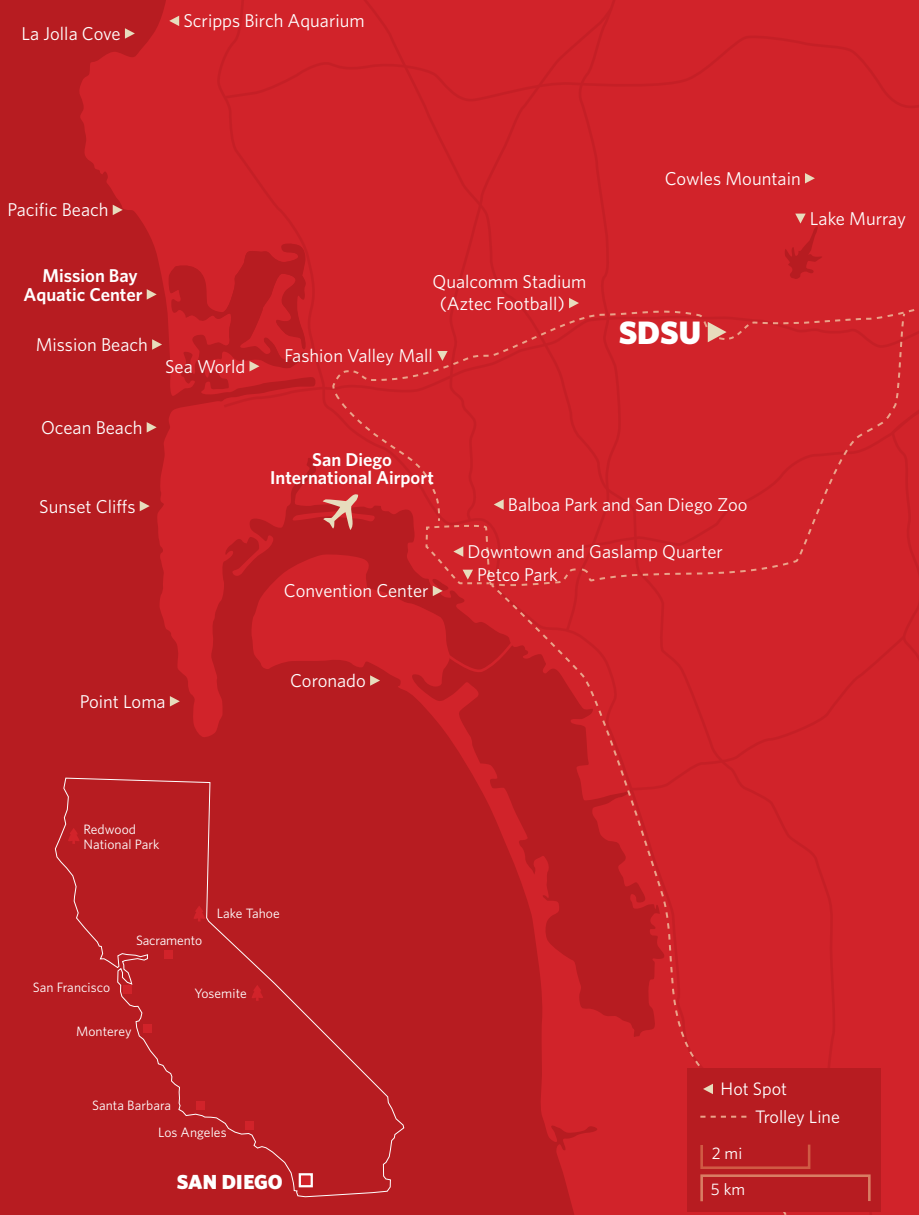 Scripps Birch Aquarium
La Jolla Cove
Cowles Mountain
Pacific Beach
Lake Murray
Mission Bay
Aquatic Center
Qualcomm Stadium
(Aztec Football)
SDSU
Mission Beach
Fashion Valley Mall
Sea World
Ocean Beach
San Diego
International Airport
Sunset Cliffs
Balboa Park and San Diego Zoo
Downtown and Gaslamp Quarter
Petco Park
Convention Center
Coronado
Point Loma
Redwood
National Park
Lake Tahoe
Sacramento
San Francisco
Yosemite
Monterey
Santa Barbara
Los Angeles
SAN DIEGO
Hot Spot
Trolley Line
2 mi
5 km